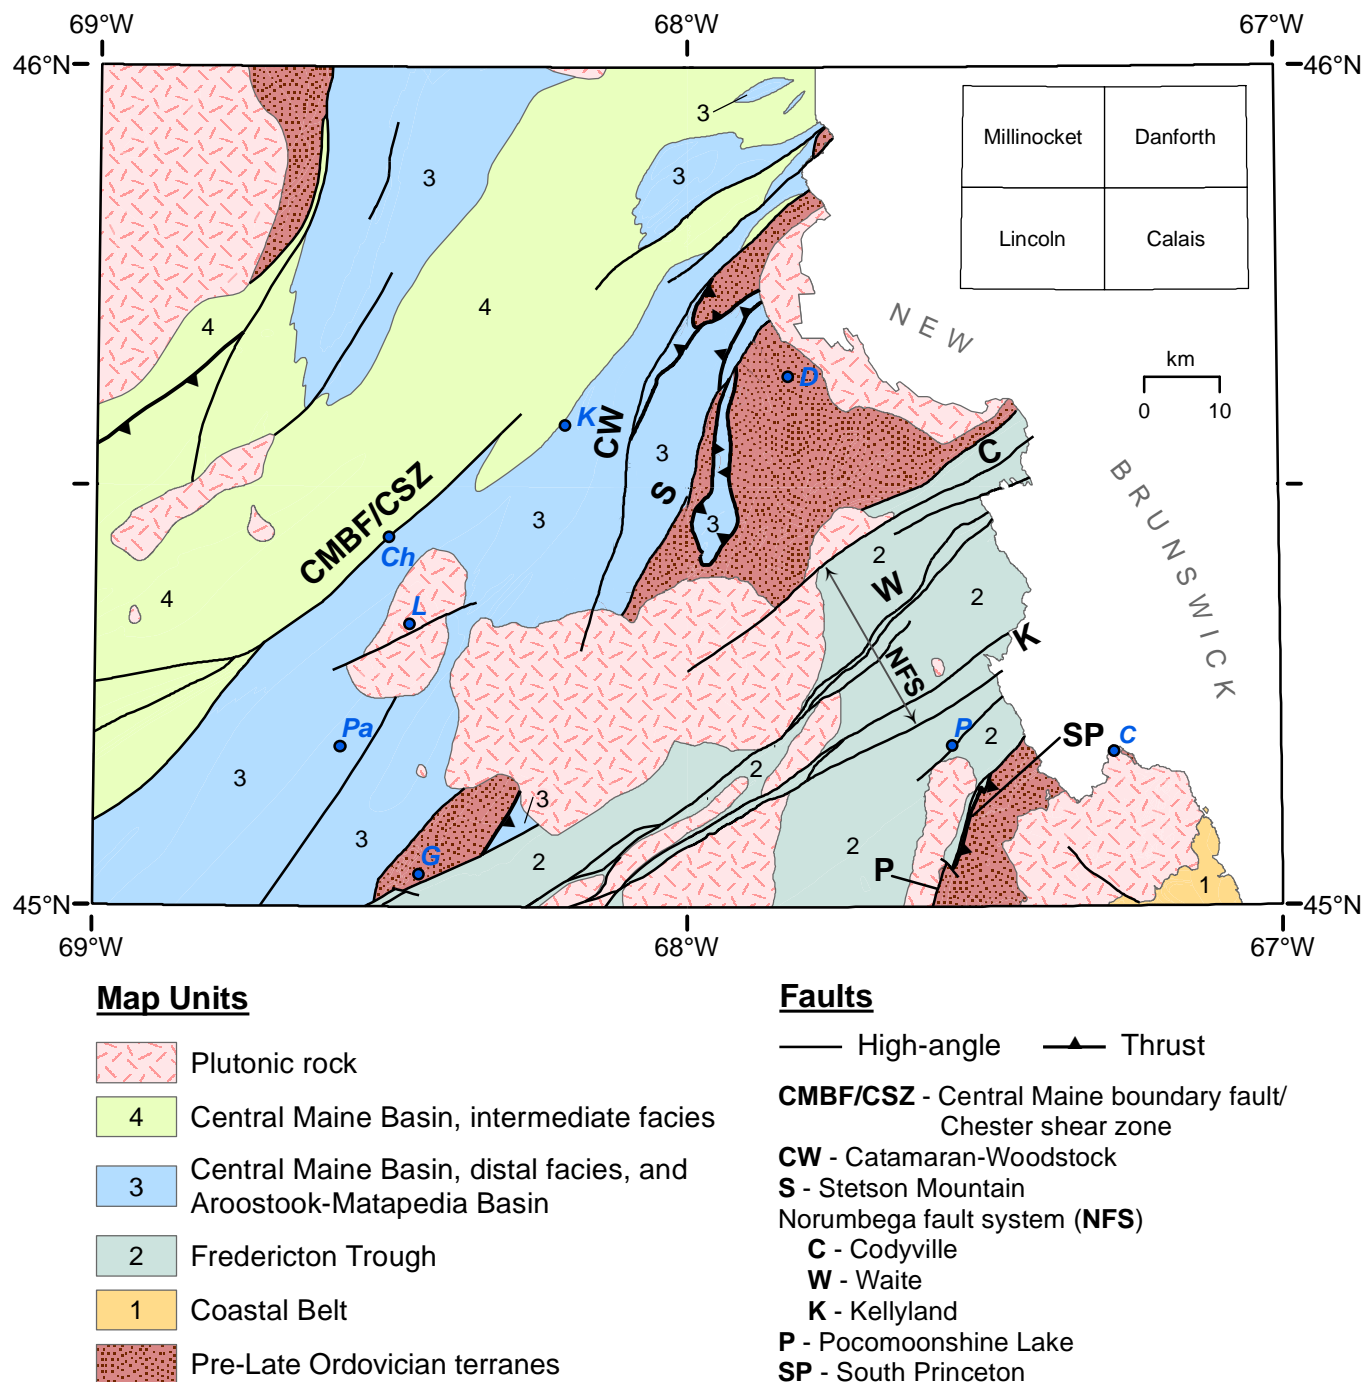 69°W 68°W 67°W
46°N 46°N
3
Millinocket Danforth
3 3
Lincoln Calais
4 4
NEW
km
0 10
D
K
CW
C
3
S
BRUNSWICK
CMBF/CSZ
3
3
Ch
2
W
4
2
L
K
NFS
Pa
P
2
SP
C
3
2
3
3
2
G
2
P
1
45°N 45°N
69°W 68°W 67°W
Map Units
Plutonic rock
4 Central Maine Basin, intermediate facies
3 Central Maine Basin, distal facies, and
Aroostook-Matapedia Basin
2 Fredericton Trough
1 Coastal Belt
Pre-Late Ordovician terranes
Faults
High-angle Thrust
CMBF/CSZ - Central Maine boundary fault/
Chester shear zone
CW - Catamaran-Woodstock
S - Stetson Mountain
Norumbega fault system (NFS)
C - Codyville
W - Waite
K - Kellyland
P - Pocomoonshine Lake
SP - South Princeton